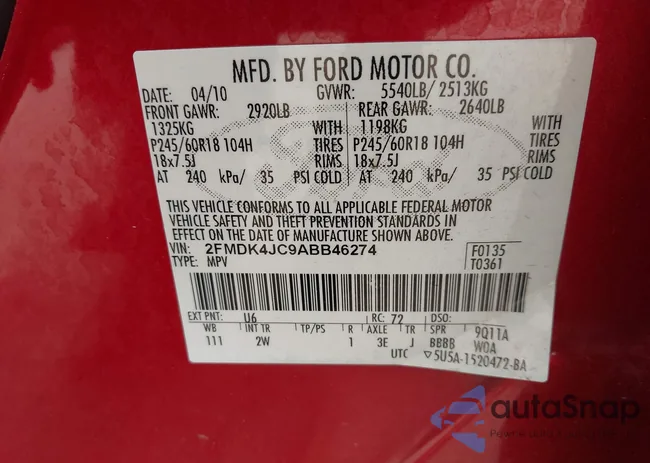 MFD. BY FORD MOTOR CO.
DATE: 04/10 GVWR: 5540LB/ 2513KG
FRONT GAWR: 2920LB REAR GAWR: 2640LB
1325KG WITH 1198KG WITH
P245/60R18 104H TIRES P245/60R18 104H TIRES
18x7.5J RIMS 18x7.5J RIMS
AT 240 kPa/ 35 PSI COLD AT 240 kPa/ 35 PSI COLD
THIS VEHICLE CONFORMS TO ALL APPLICABLE FEDERAL MOTOR
VEHICLE SAFETY AND THEFT PREVENTION STANDARDS IN
EFFECT ON THE DATE OF MANUFACTURE SHOWN ABOVE.
VIN: 2FMDK4JC9ABB46274 F0135
TYPE: MPV T0361
EXT PNT: U6 RC: 72 DSO:
WB INT TR TP/PS R AXLE TR SPR 9Q11A
111 2W 1 3E J BBBB WOA
UTC ▽5U5A-1520472-BA
autoSnap